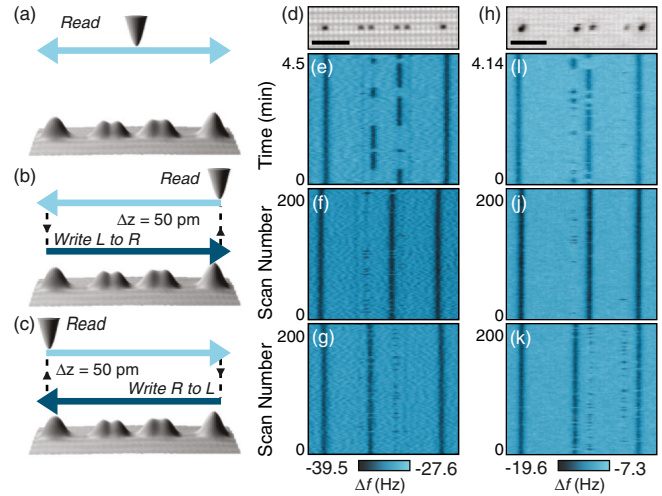 (a)
Read
(b)
Read
Δz = 50 pm
Write L to R
(c)
Read
Δz = 50 pm
Write R to L
(d)
(e)
4.5
Time (min)
0
(f)
200
Scan Number
0
(g)
200
Scan Number
0
-39.5 -27.6
Δf (Hz)
(h)
(l)
4.14
0
(j)
200
0
(k)
200
0
-19.6 -7.3
Δf (Hz)